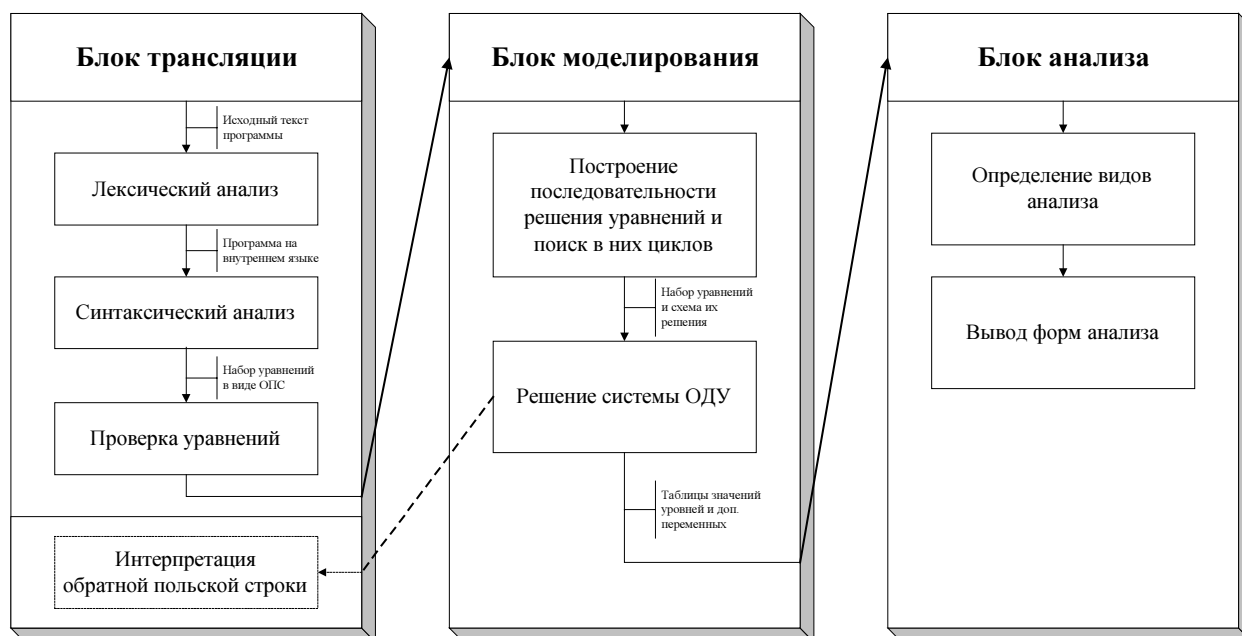 Блок трансляции
Исходный текст
программы
Лексический анализ
Программа на
внутреннем языке
Синтаксический анализ
Набор уравнений
в виде ОПС
Проверка уравнений
Интерпретация
обратной польской строки
Блок моделирования
Построение
последовательности
решения уравнений и
поиск в них циклов
Набор уравнений
и схема их
решения
Решение системы ОДУ
Таблицы значений
уровней и доп.
переменных
Блок анализа
Определение видов
анализа
Вывод форм анализа